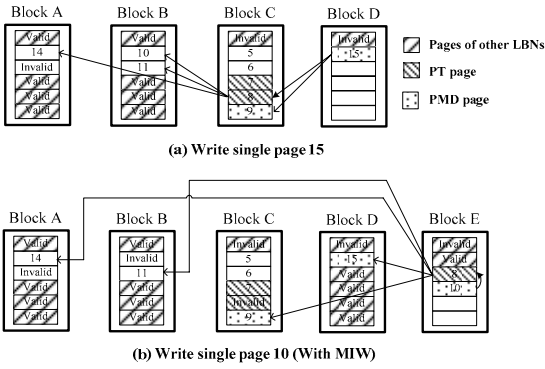 Block A Block B Block C Block D
Valid Valid Invalid Invalid Pages of other LBNs
14 10 5 15
Invalid 11 6 PT page
Valid Valid 7
Valid Valid 8 PMD page
Valid Valid 9
(a) Write single page 15
Block A Block B Block C Block D Block E
Valid Valid Invalid Invalid Invalid
14 Invalid 5 15 Valid
Invalid 11 6 Valid 8
Valid Valid 7 Valid 10
Valid Valid Invalid Valid
Valid Valid 9 Valid
(b) Write single page 10 (With MIW)